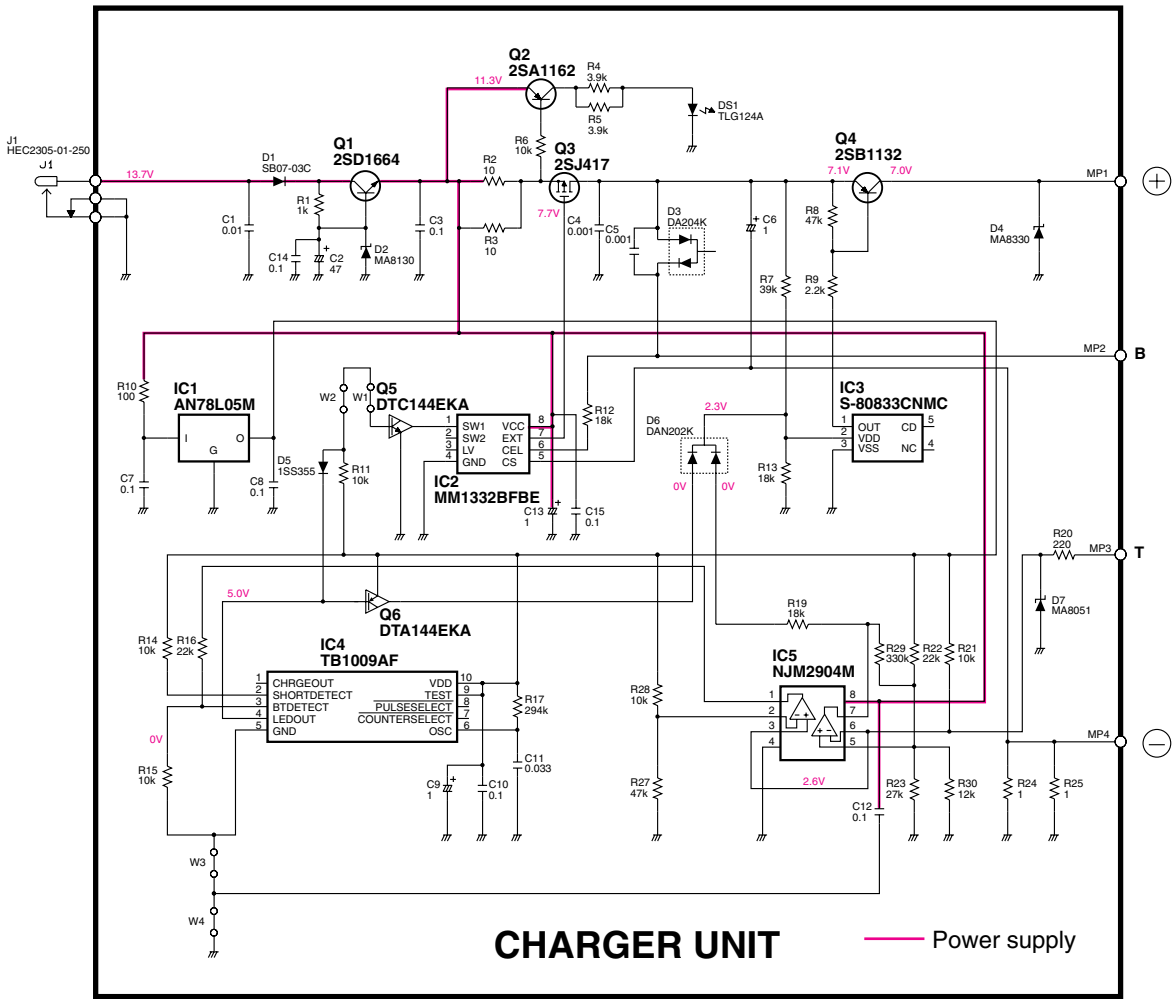 Q2
2SA1162
11.3V
R4
3.9k
R5
3.9k
DS1
TLG124A
J1
HEC2305-01-250
J1
13.7V
D1
SB07-03C
Q1
2SD1664
R6
10k
Q3
2SJ417
R2
10
R3
10
7.7V
Q4
2SB1132
7.1V
7.0V
MP1
+
R1
1k
C1
0.01
C14
0.1
C2
47
D2
MA8130
C3
0.1
C4
0.001
C5
0.001
D3
DA204K
C6
1
R8
47k
R7
39k
R9
2.2k
D4
MA8330
MP2
B
R10
100
IC1
AN78L05M
I
O
G
C7
0.1
C8
0.1
D5
1SS355
W2
W1
R11
10k
Q5
DTC144EKA
1
2
3
4
SW1
SW2
LV
GND
VCC
EXT
CEL
CS
8
7
6
5
IC2
MM1332BFBE
R12
18k
C13
1
C15
0.1
D6
DAN202K
2.3V
0V
0V
R13
18k
IC3
S-80833CNMC
1
2
3
OUT
VDD
VSS
CD
NC
5
4
R20
220
MP3
T
D7
MA8051
5.0V
Q6
DTA144EKA
R14
10k
R16
22k
IC4
TB1009AF
1
2
3
4
5
CHRGEOUT
SHORTDETECT
BTDETECT
LEDOUT
GND
VDD
TEST
PULSESELECT
COUNTERSELECT
OSC
10
9
8
7
6
R17
294k
C11
0.033
C9
1
C10
0.1
0V
R15
10k
R28
10k
R27
47k
R19
18k
R29
330k
R22
22k
R21
10k
IC5
NJM2904M
1
2
3
4
8
7
6
5
– +
+ –
2.6V
C12
0.1
R23
27k
R30
12k
R24
1
R25
1
MP4
–
W3
W4
CHARGER UNIT
Power supply